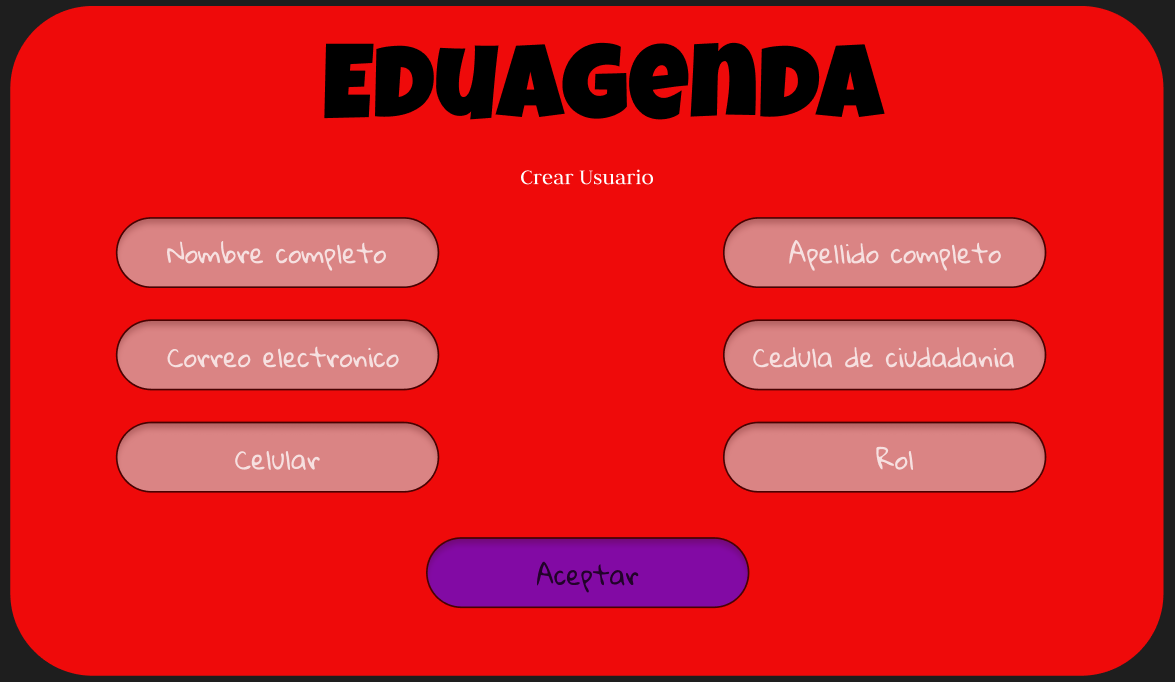 EDUAGENDA
Crear Usuario
Nombre completo
Apellido completo
Correo electronico
Cedula de ciudadania
Celular
Rol
Aceptar